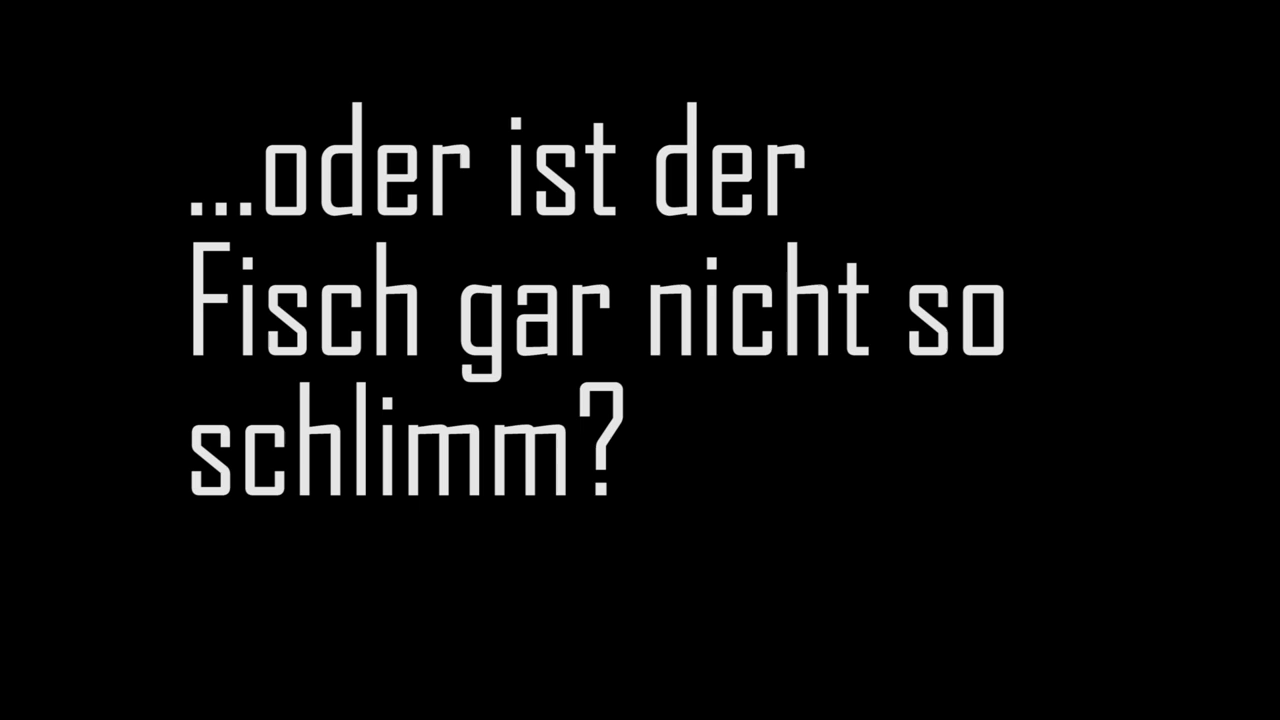 ...oder ist der
Fisch gar nicht so
schlimm?